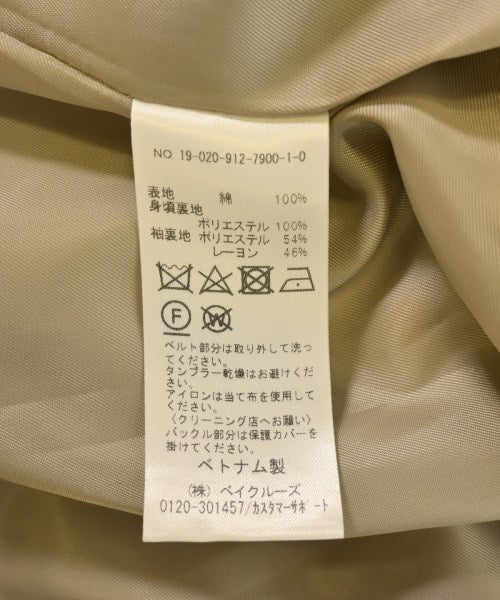 NO 19-020-912-7900-1-0
表地 綿 100%
身頃裏地
ポリエステル 100%
袖裏地 ポリエステル 54%
レーヨン 46%
F W
ベルト部分は取り外して洗っ
てください。
タンブラー乾燥はお避けくだ
さい。
アイロンは当て布を使用して
ください。
〈クリーニング店へお願い〉
バックル部分は保護カバーを
掛けてください。
ベトナム製
(株) ベイクルーズ
0120-301457/カスタマーサポート